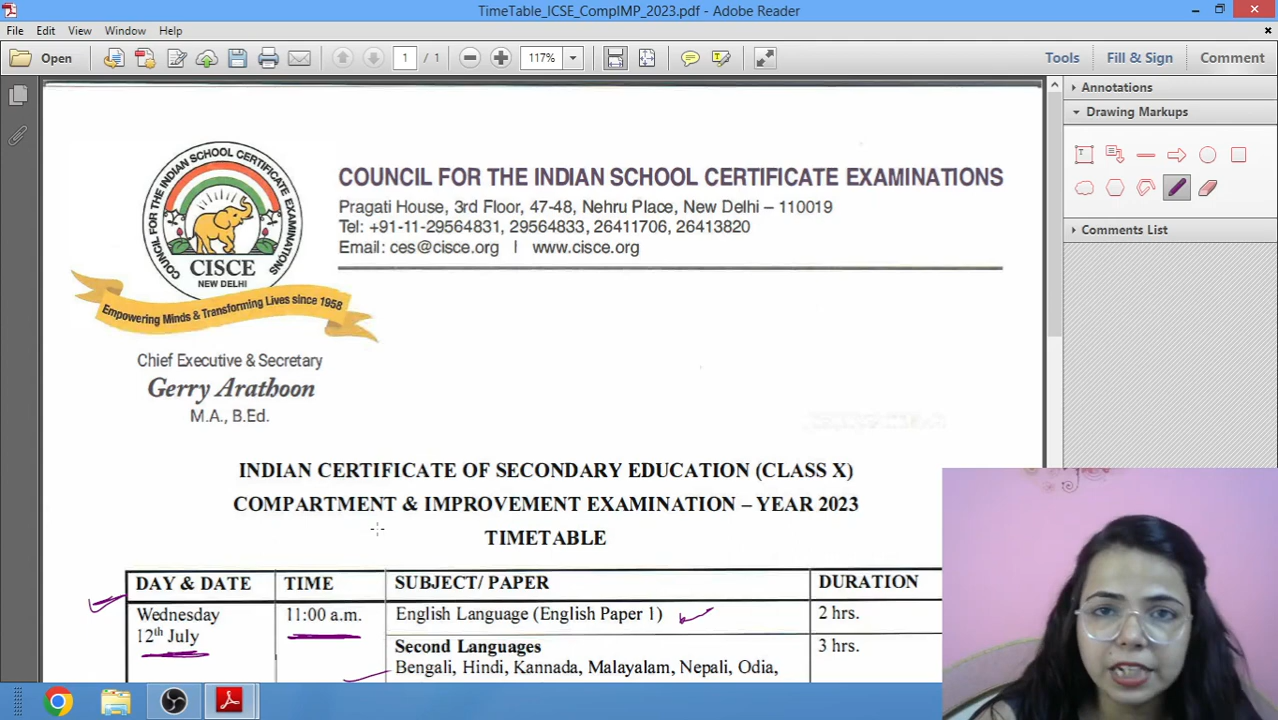 TimeTable_ICSE_CompIMP_2023.pdf - Adobe Reader
File Edit View Window Help
Open 1 / 1 117% Tools Fill & Sign Comment
Annotations
Drawing Markups
Comments List
COUNCIL FOR THE INDIAN SCHOOL CERTIFICATE EXAMINATIONS
CISCE
NEW DELHI
Empowering Minds & Transforming Lives since 1958
COUNCIL FOR THE INDIAN SCHOOL CERTIFICATE EXAMINATIONS
Pragati House, 3rd Floor, 47-48, Nehru Place, New Delhi – 110019
Tel: +91-11-29564831, 29564833, 26411706, 26413820
Email: ces@cisce.org | www.cisce.org
Chief Executive & Secretary
Gerry Arathoon
M.A., B.Ed.
INDIAN CERTIFICATE OF SECONDARY EDUCATION (CLASS X)
COMPARTMENT & IMPROVEMENT EXAMINATION – YEAR 2023
TIMETABLE
DAY & DATE TIME SUBJECT/ PAPER DURATION
Wednesday 11:00 a.m. English Language (English Paper 1) 2 hrs.
12th July
Second Languages 3 hrs.
Bengali, Hindi, Kannada, Malayalam, Nepali, Odia,